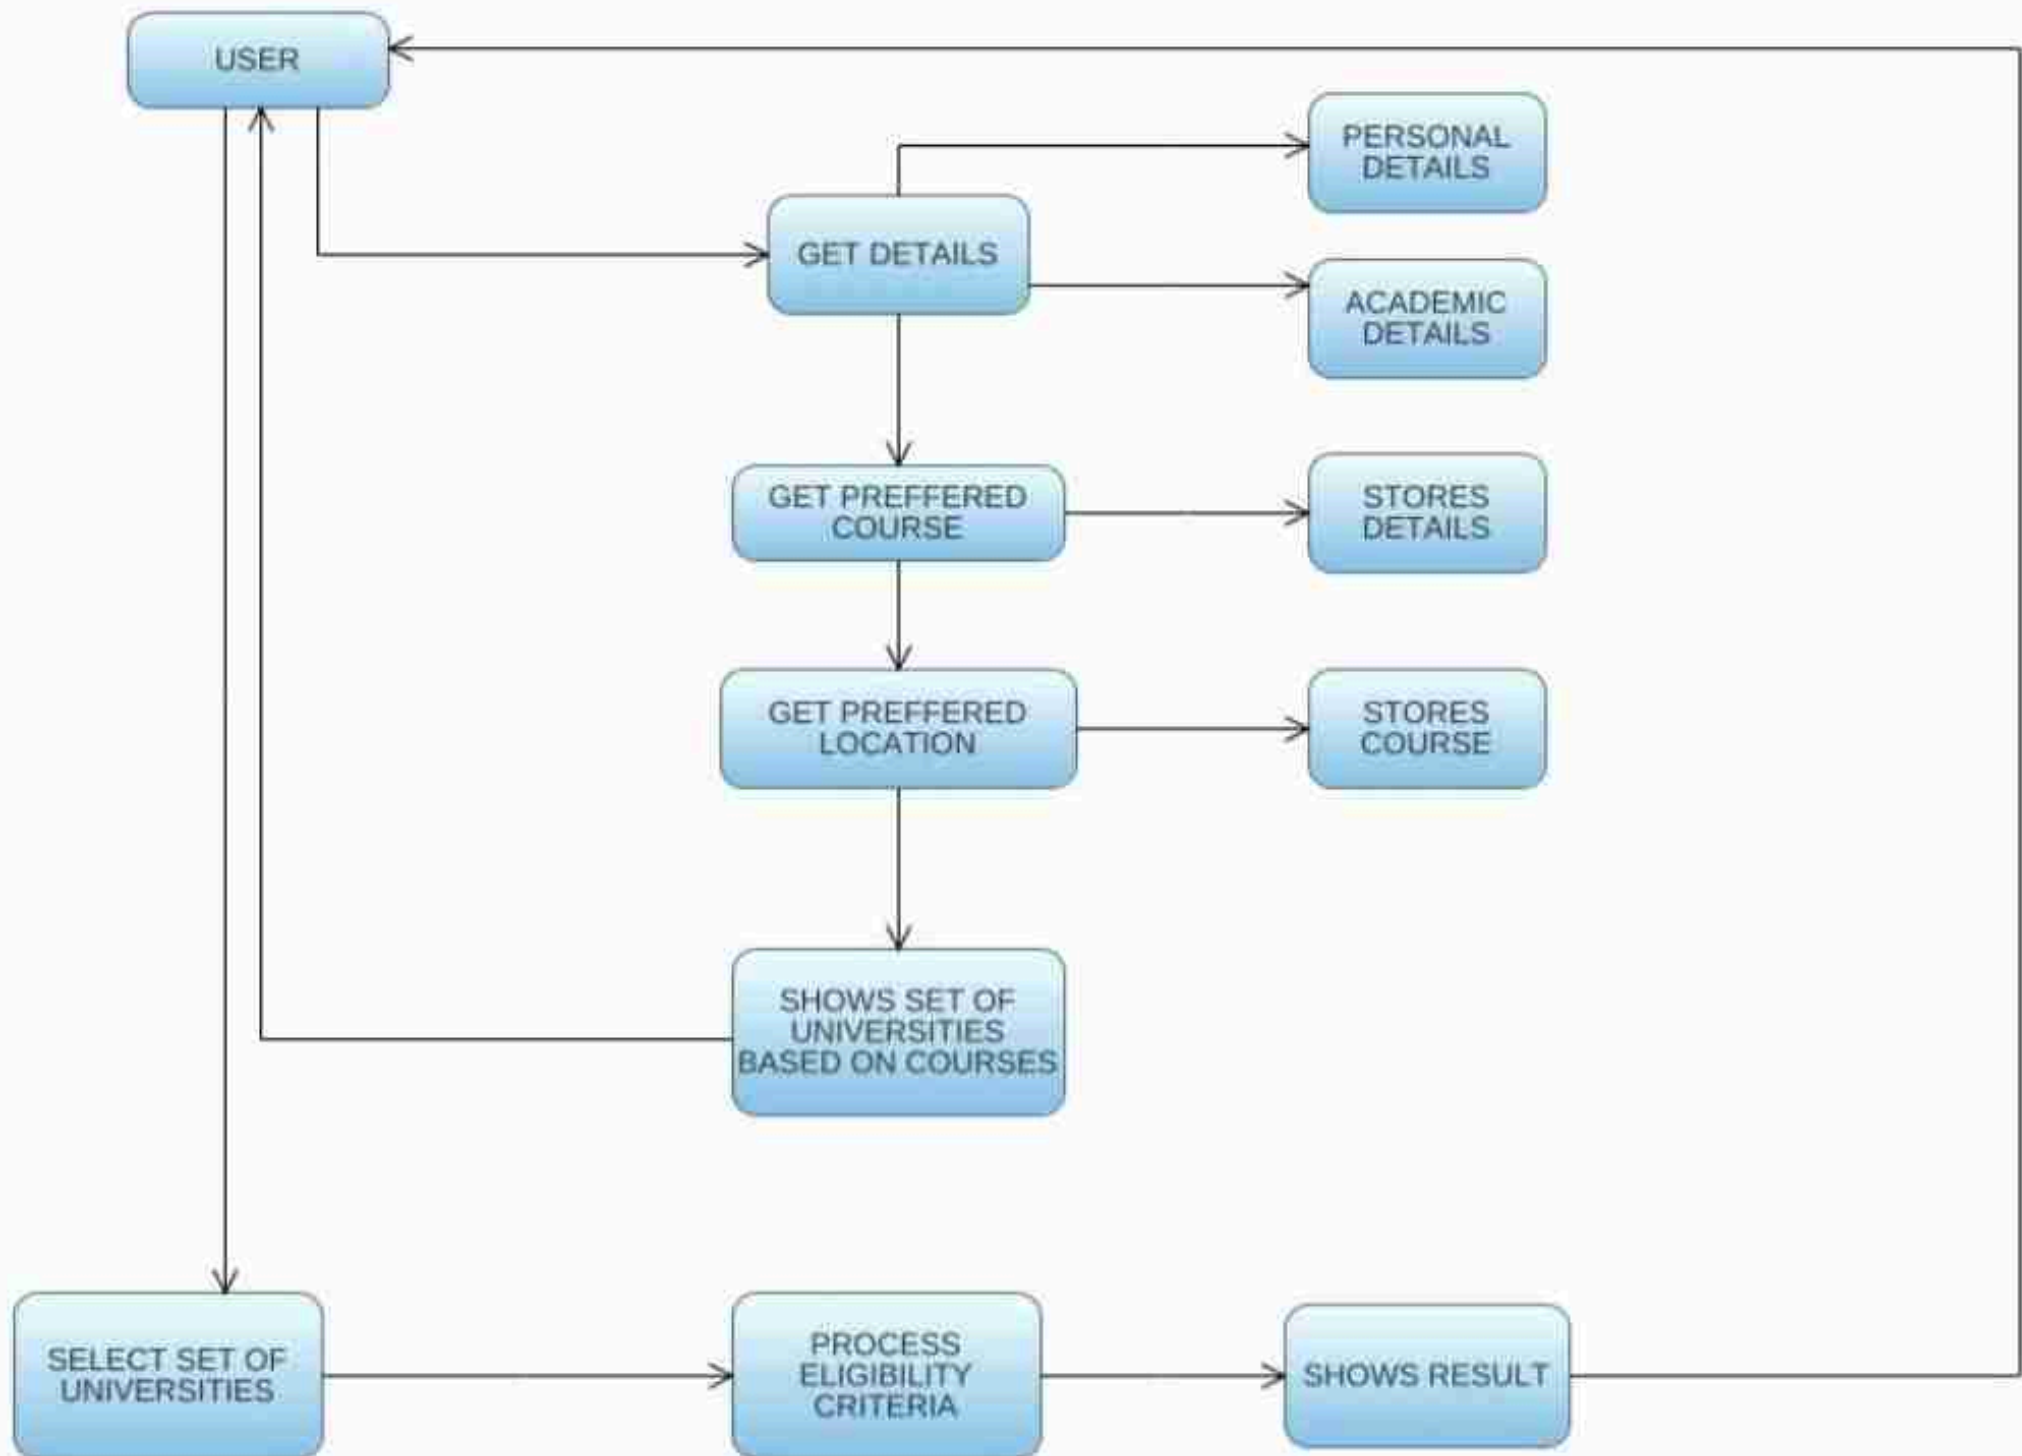 USER
PERSONAL
DETAILS
GET DETAILS
ACADEMIC
DETAILS
GET PREFFERED
COURSE
STORES
DETAILS
GET PREFFERED
LOCATION
STORES
COURSE
SHOWS SET OF
UNIVERSITIES
BASED ON COURSES
SELECT SET OF
UNIVERSITIES
PROCESS
ELIGIBILITY
CRITERIA
SHOWS RESULT